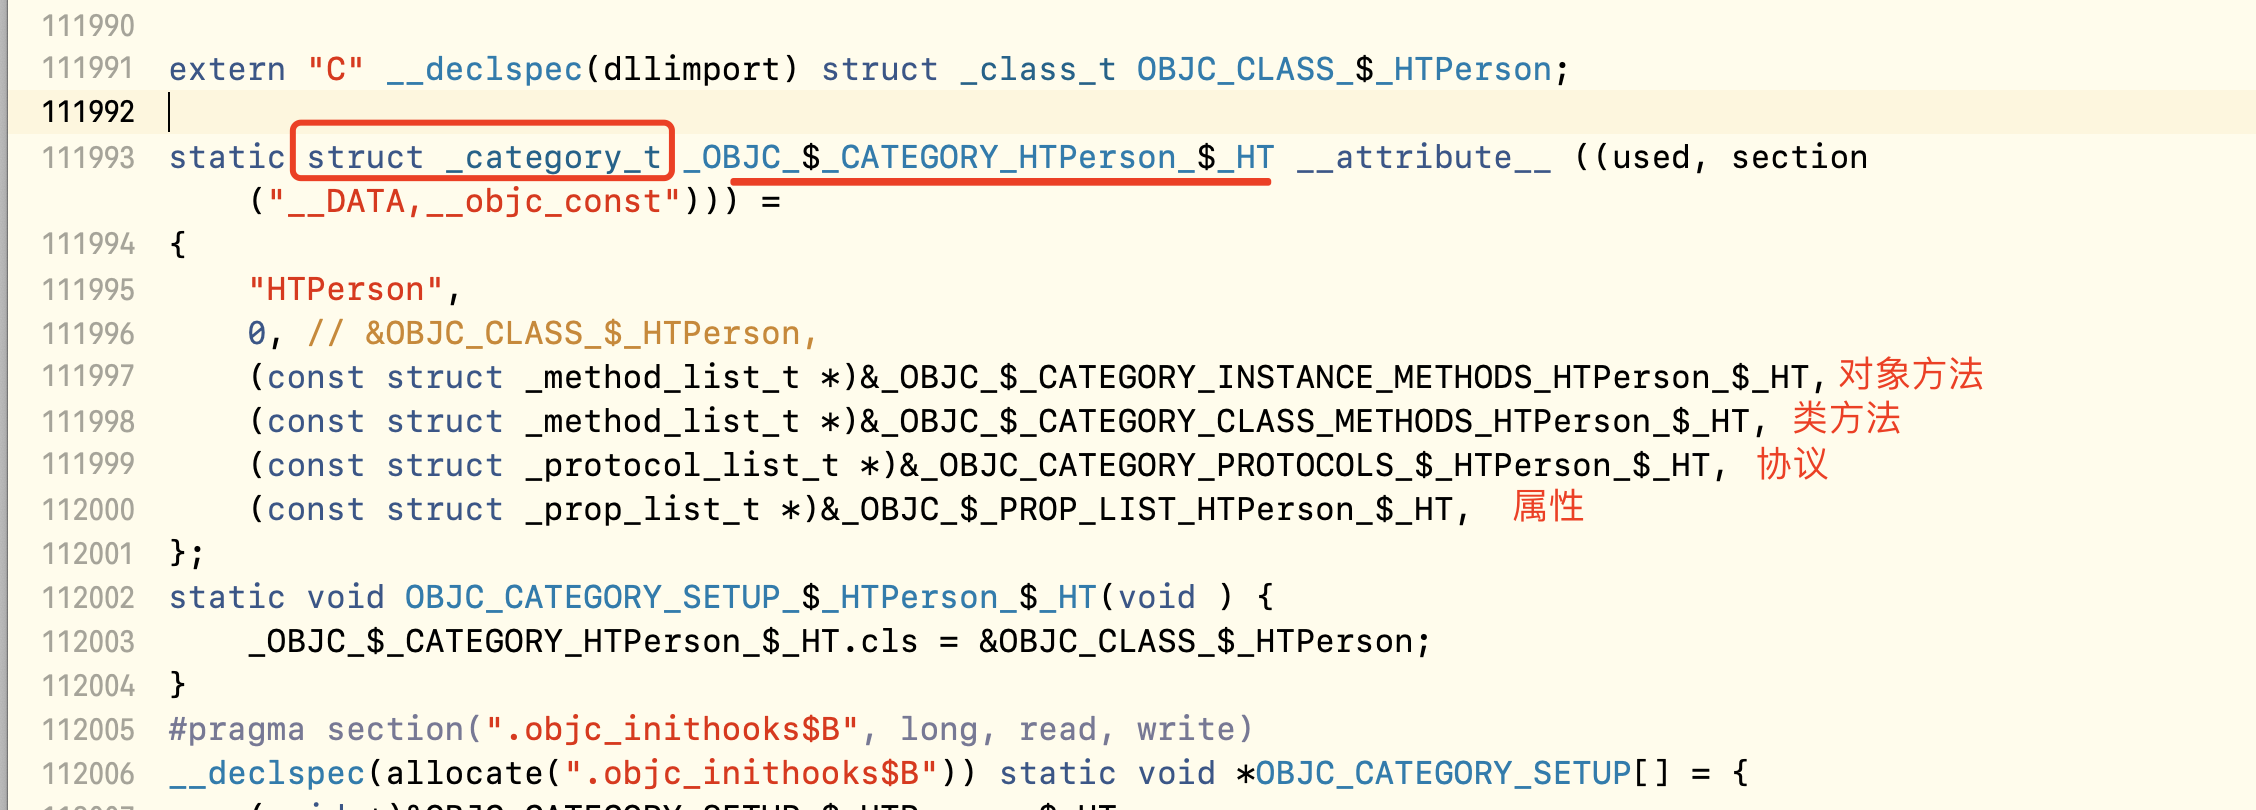 111990
111991 extern "C" __declspec(dllimport) struct _class_t OBJC_CLASS_$_HTPerson;
111992
111993 static struct _category_t _OBJC_$_CATEGORY_HTPerson_$_HT __attribute__ ((used, section
("__DATA,__objc_const"))) =
111994 {
111995 "HTPerson",
111996 0, // &OBJC_CLASS_$_HTPerson,
111997 (const struct _method_list_t *)&_OBJC_$_CATEGORY_INSTANCE_METHODS_HTPerson_$_HT, 对象方法
111998 (const struct _method_list_t *)&_OBJC_$_CATEGORY_CLASS_METHODS_HTPerson_$_HT, 类方法
111999 (const struct _protocol_list_t *)&_OBJC_CATEGORY_PROTOCOLS_$_HTPerson_$_HT, 协议
112000 (const struct _prop_list_t *)&_OBJC_$_PROP_LIST_HTPerson_$_HT, 属性
112001 };
112002 static void OBJC_CATEGORY_SETUP_$_HTPerson_$_HT(void ) {
112003 _OBJC_$_CATEGORY_HTPerson_$_HT.cls = &OBJC_CLASS_$_HTPerson;
112004 }
112005 #pragma section(".objc_inithooks$B", long, read, write)
112006 __declspec(allocate(".objc_inithooks$B")) static void *OBJC_CATEGORY_SETUP[] = {